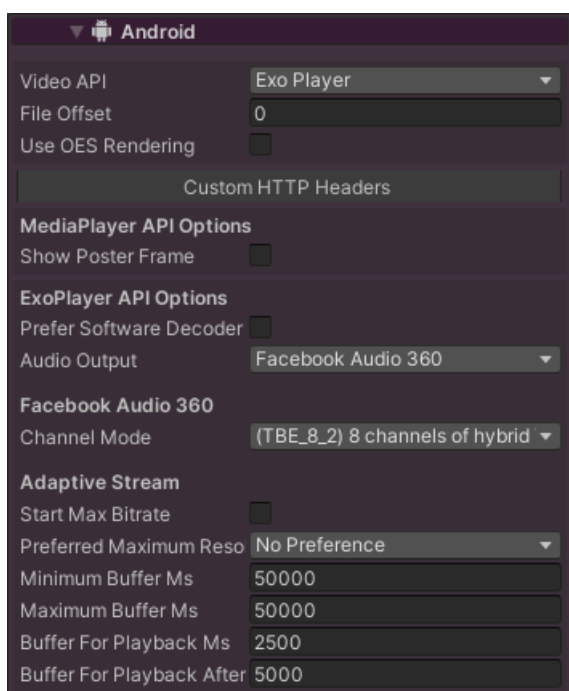 Android
Video API Exo Player
File Offset 0
Use OES Rendering
Custom HTTP Headers
MediaPlayer API Options
Show Poster Frame
ExoPlayer API Options
Prefer Software Decoder
Audio Output Facebook Audio 360
Facebook Audio 360
Channel Mode (TBE_8_2) 8 channels of hybrid
Adaptive Stream
Start Max Bitrate
Preferred Maximum Reso No Preference
Minimum Buffer Ms 50000
Maximum Buffer Ms 50000
Buffer For Playback Ms 2500
Buffer For Playback After 5000